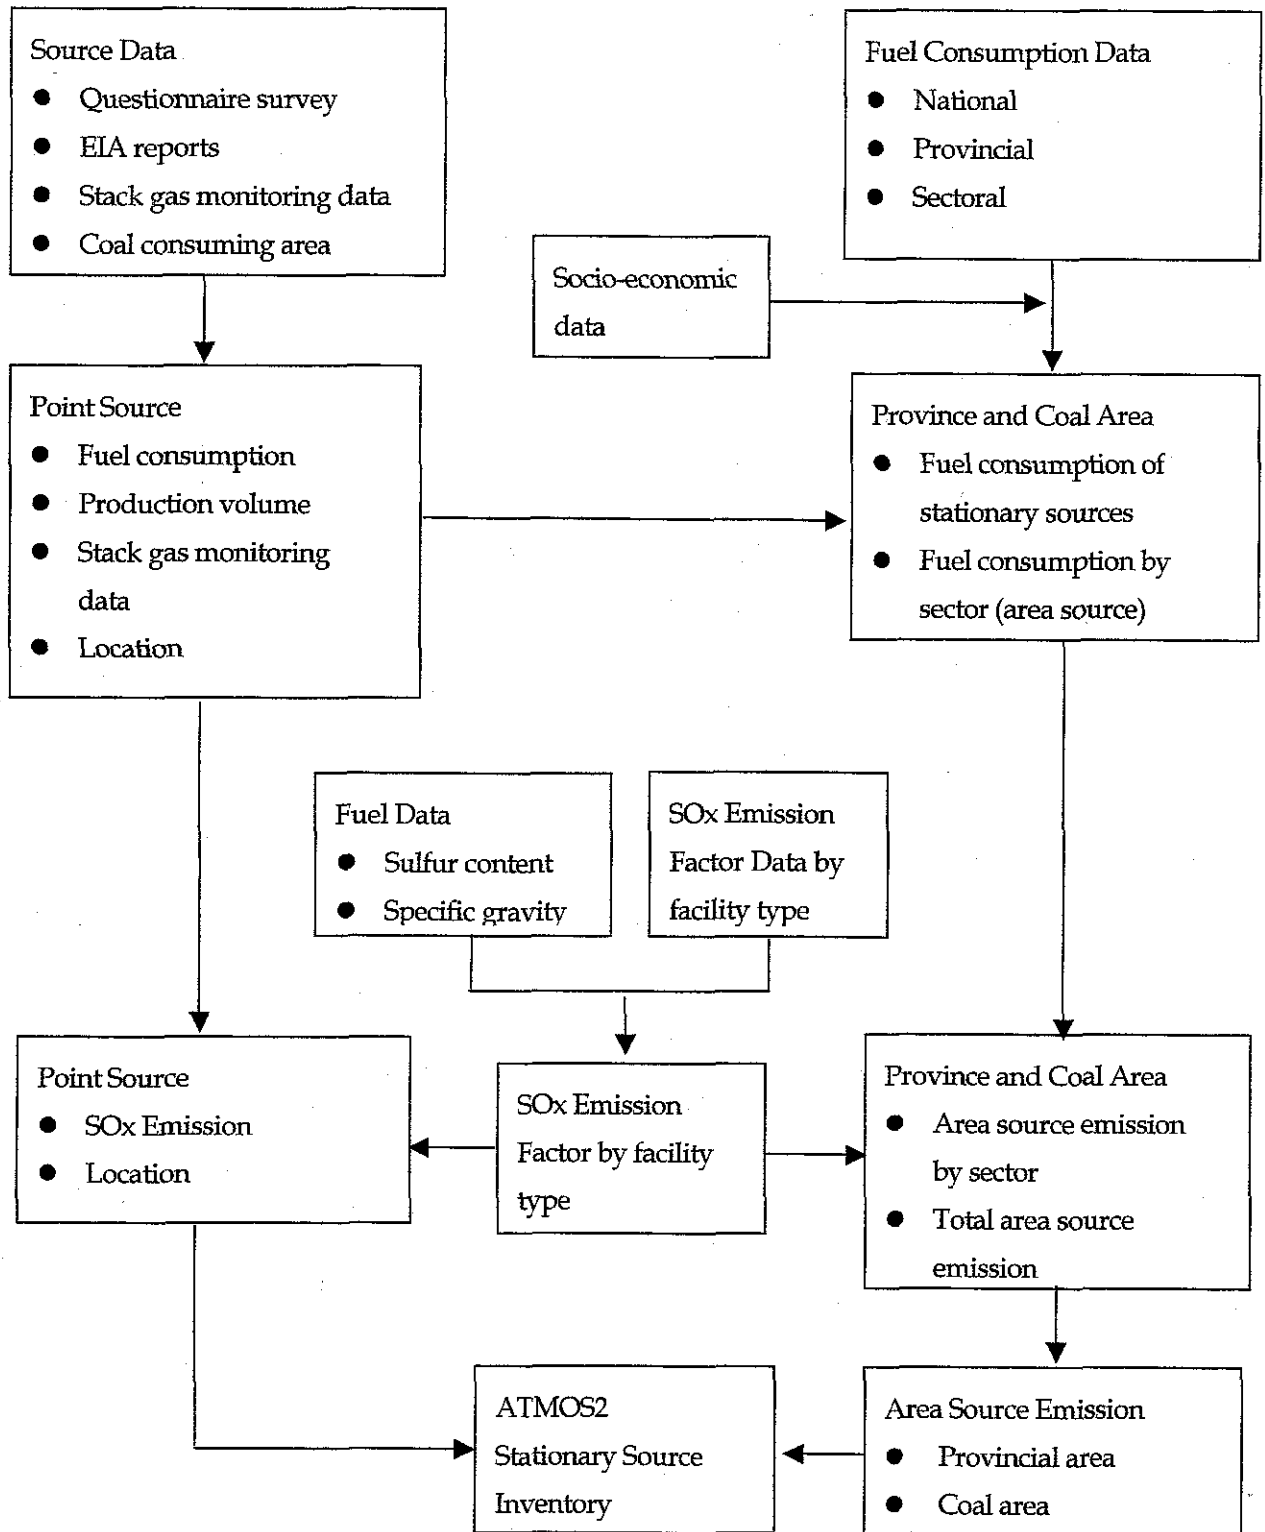 Source Data
● Questionnaire survey
● EIA reports
● Stack gas monitoring data
● Coal consuming area
Fuel Consumption Data
● National
● Provincial
● Sectoral
Socio-economic
data
Point Source
● Fuel consumption
● Production volume
● Stack gas monitoring
data
● Location
Province and Coal Area
● Fuel consumption of
stationary sources
● Fuel consumption by
sector (area source)
Fuel Data
● Sulfur content
● Specific gravity
SOx Emission
Factor Data by
facility type
Point Source
● SOx Emission
● Location
SOx Emission
Factor by facility
type
Province and Coal Area
● Area source emission
by sector
● Total area source
emission
ATMOS2
Stationary Source
Inventory
Area Source Emission
● Provincial area
● Coal area